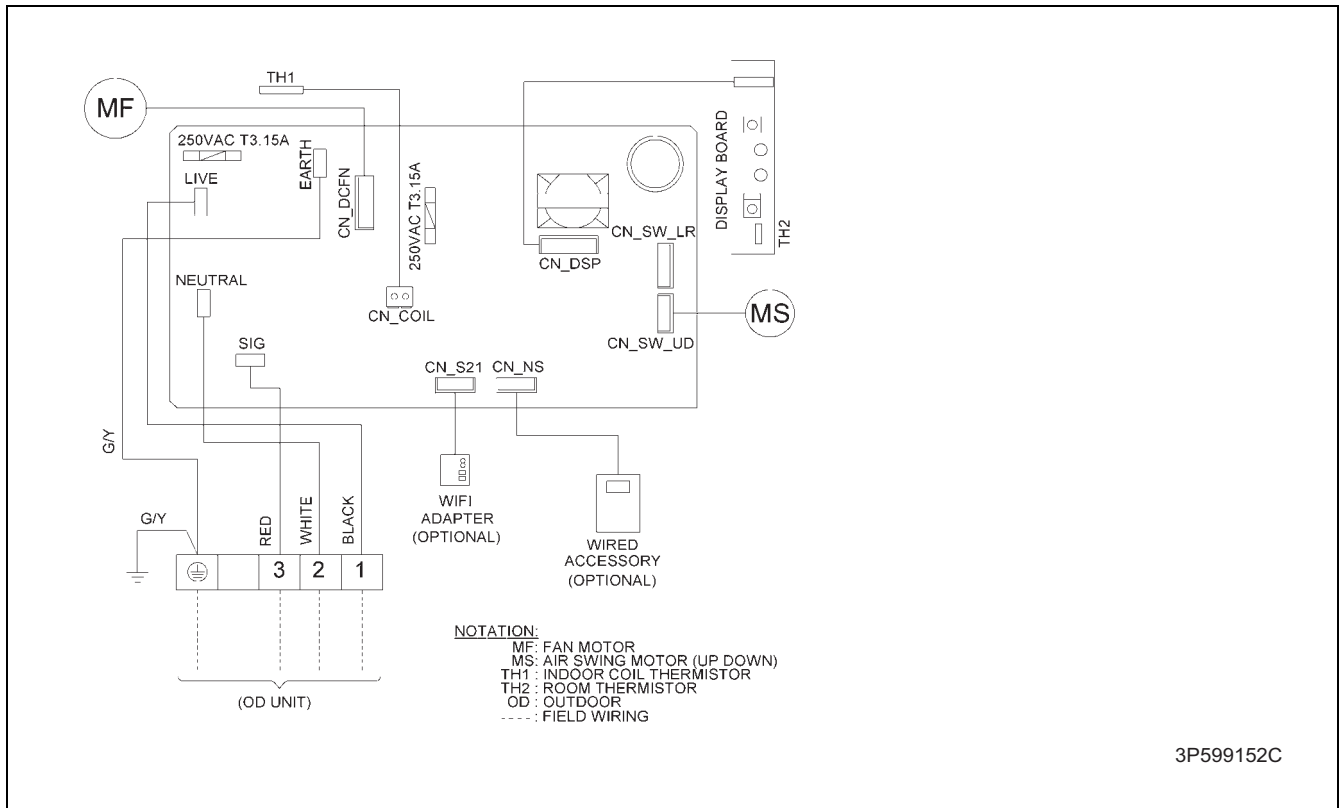 TH1
MF
250VAC T3.15A
LIVE
EARTH
CN_DCFN
250VAC T3.15A
CN_COIL
CN_DSP
CN_SW_LR
DISPLAY BOARD
TH2
MS
CN_SW_UD
NEUTRAL
SIG
CN_S21
CN_NS
G/Y
G/Y
RED
WHITE
BLACK
3
2
1
(OD UNIT)
WIFI
ADAPTER
(OPTIONAL)
WIRED
ACCESSORY
(OPTIONAL)
NOTATION:
MF: FAN MOTOR
MS: AIR SWING MOTOR (UP DOWN)
TH1 : INDOOR COIL THERMISTOR
TH2 : ROOM THERMISTOR
OD : OUTDOOR
---- : FIELD WIRING
3P599152C